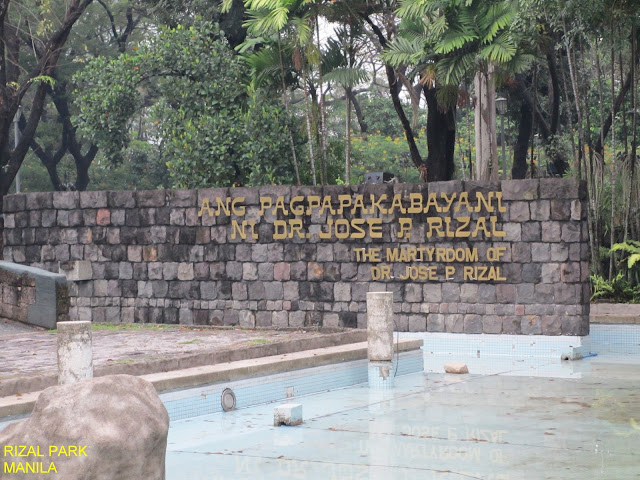 ANG PAGPAPAKABAYANI
NI DR. JOSE P. RIZAL
THE MARTYRDOM OF
DR. JOSE P. RIZAL
RIZAL PARK
MANILA